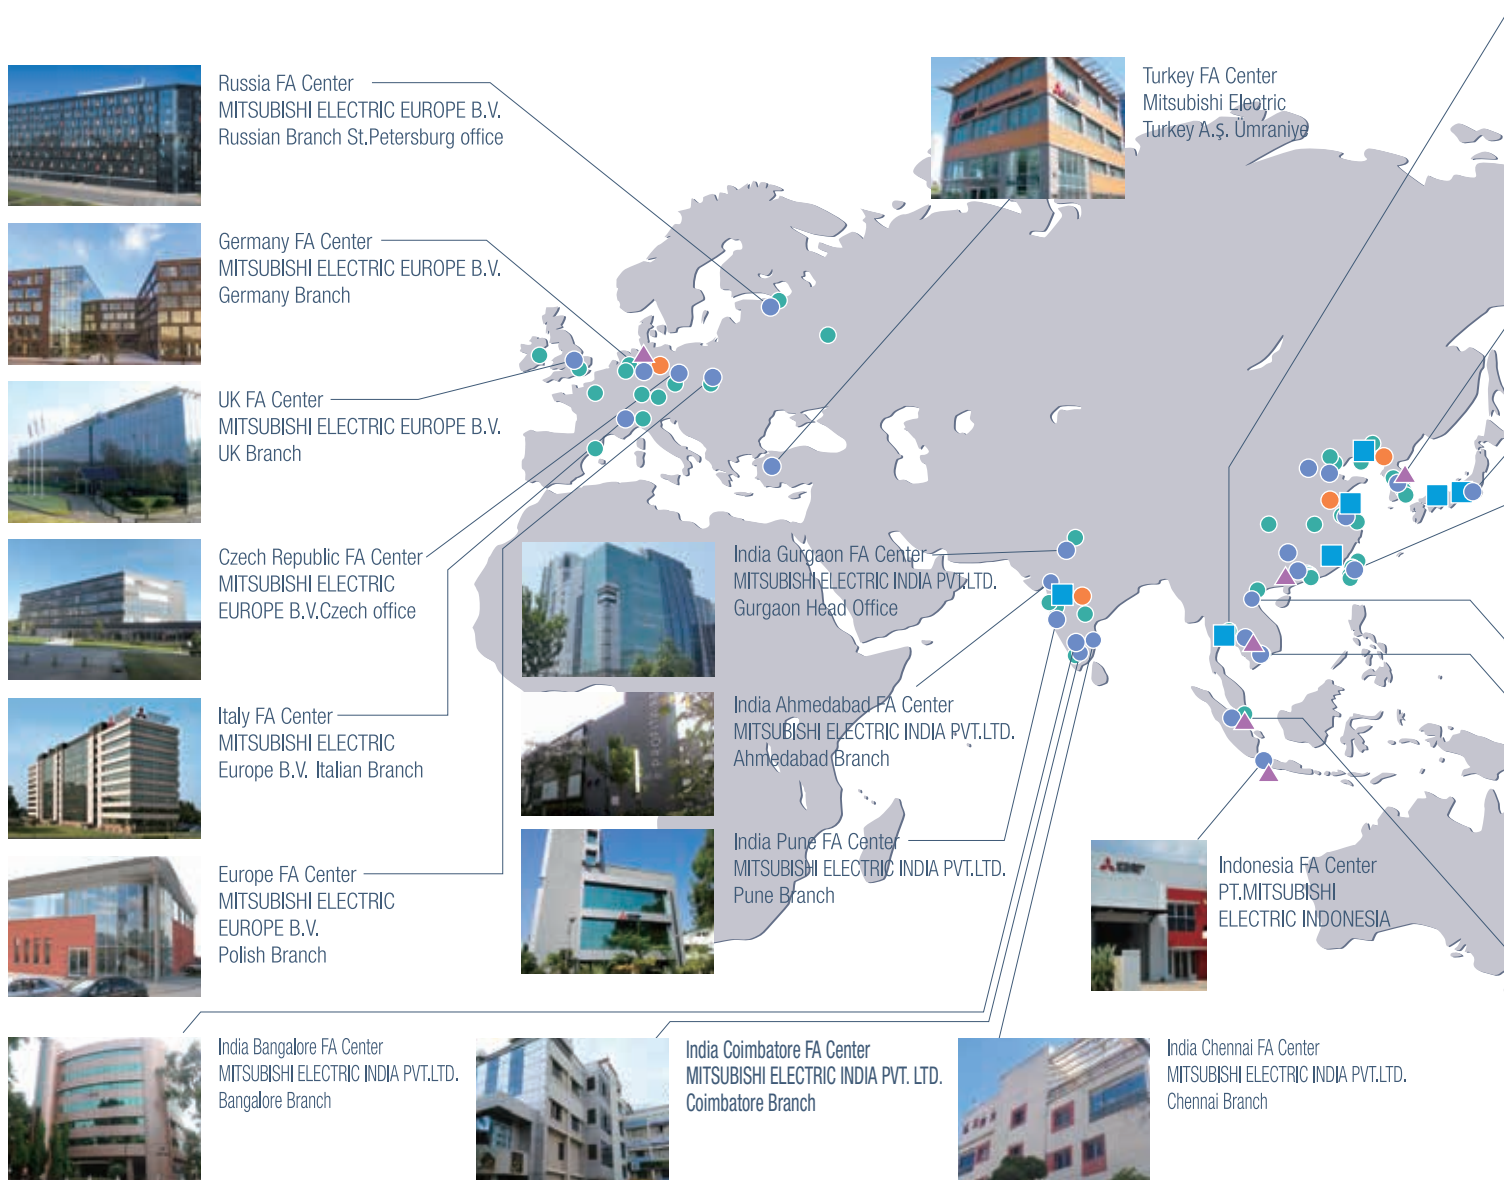 Russia FA Center
MITSUBISHI ELECTRIC EUROPE B.V.
Russian Branch St.Petersburg office
Turkey FA Center
Mitsubishi Electric
Turkey A.Ş. Ümraniye
Germany FA Center
MITSUBISHI ELECTRIC EUROPE B.V.
Germany Branch
UK FA Center
MITSUBISHI ELECTRIC EUROPE B.V.
UK Branch
Czech Republic FA Center
MITSUBISHI ELECTRIC
EUROPE B.V.Czech office
Italy FA Center
MITSUBISHI ELECTRIC
Europe B.V. Italian Branch
Europe FA Center
MITSUBISHI ELECTRIC
EUROPE B.V.
Polish Branch
India Gurgaon FA Center
MITSUBISHI ELECTRIC INDIA PVT.LTD.
Gurgaon Head Office
India Ahmedabad FA Center
MITSUBISHI ELECTRIC INDIA PVT.LTD.
Ahmedabad Branch
India Pune FA Center
MITSUBISHI ELECTRIC INDIA PVT.LTD.
Pune Branch
Indonesia FA Center
PT.MITSUBISHI
ELECTRIC INDONESIA
India Bangalore FA Center
MITSUBISHI ELECTRIC INDIA PVT.LTD.
Bangalore Branch
India Coimbatore FA Center
MITSUBISHI ELECTRIC INDIA PVT. LTD.
Coimbatore Branch
India Chennai FA Center
MITSUBISHI ELECTRIC INDIA PVT.LTD.
Chennai Branch